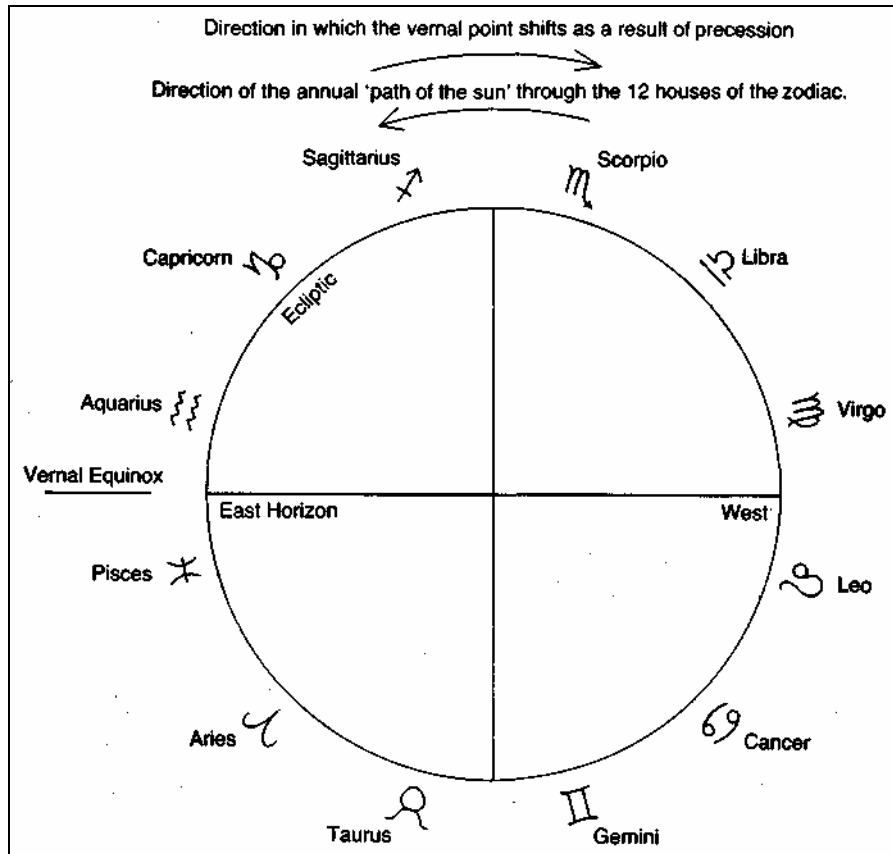 Direction in which the vernal point shifts as a result of precession
Direction of the annual 'path of the sun' through the 12 houses of the zodiac.
Sagittarius
Scorpio
Capricorn
Libra
Ecliptic
Aquarius
Virgo
Vernal Equinox
East Horizon
West
Pisces
Leo
Aries
Cancer
Taurus
Gemini